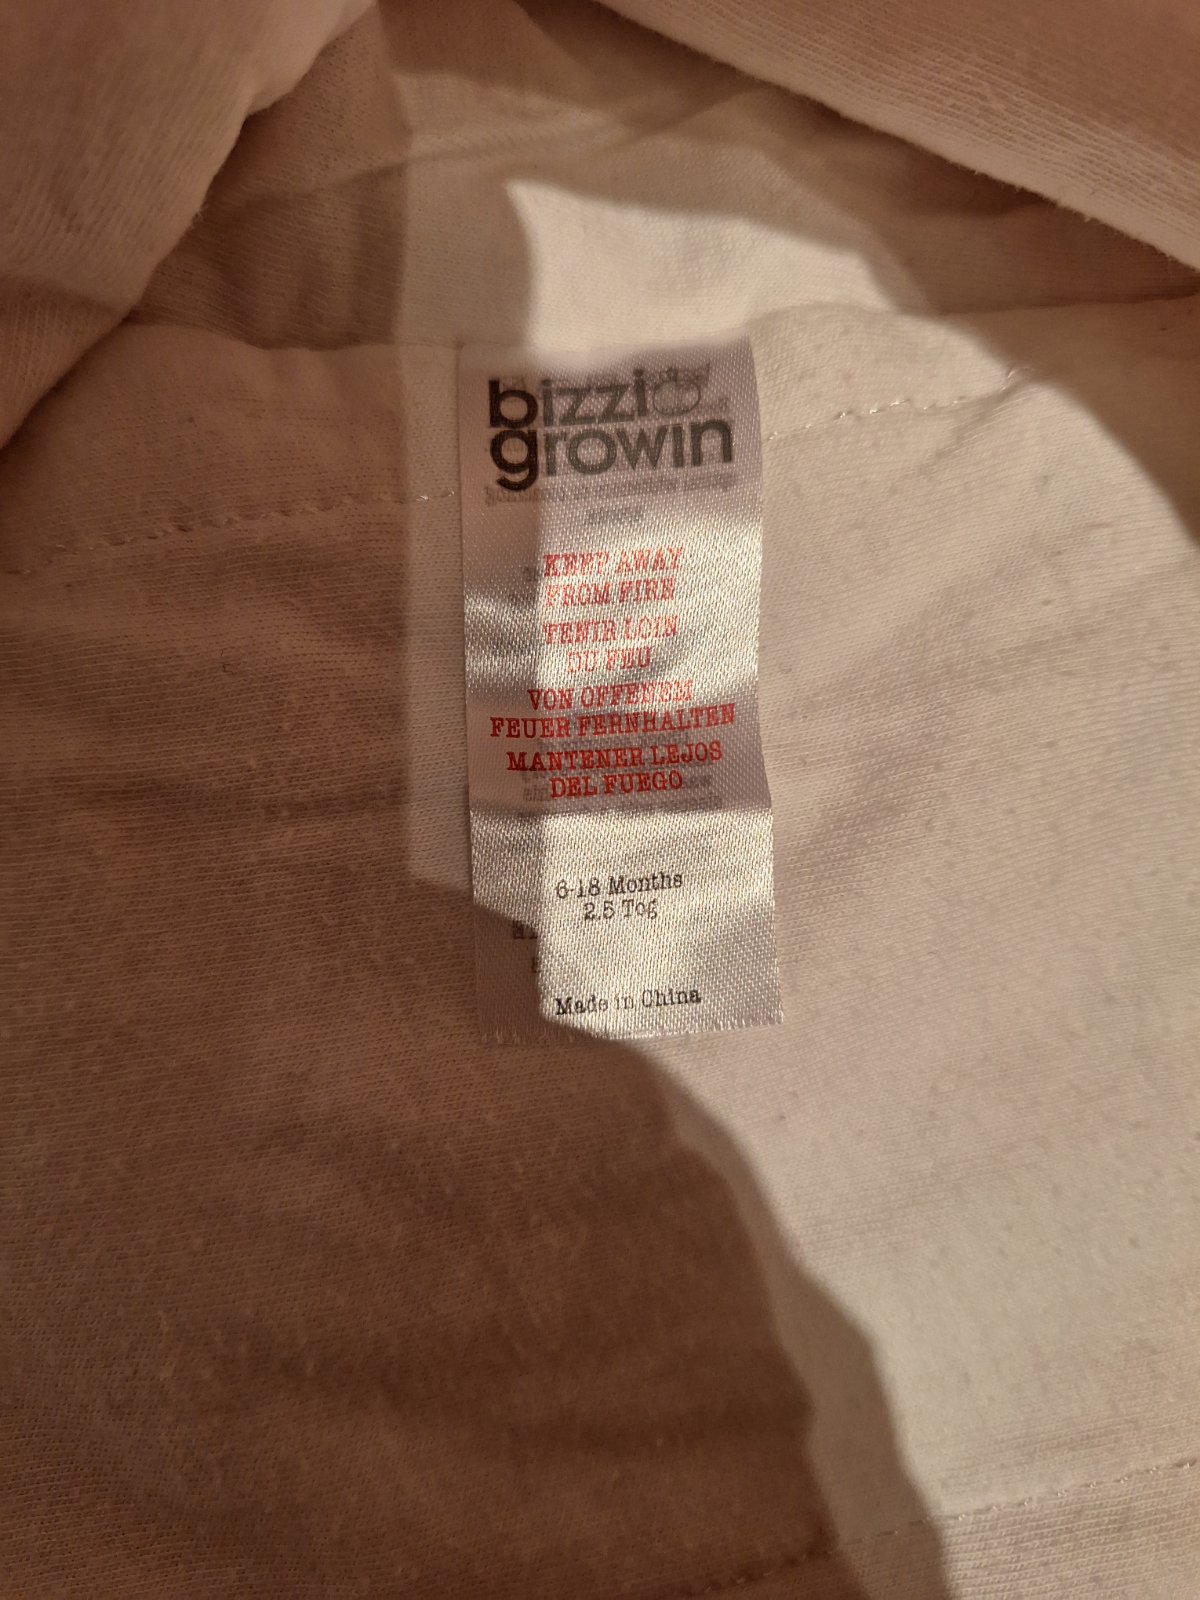 bizzi
growin
KEEP AWAY
FROM FIRE
TENIR LOIN
DU FEU
VON OFFENEM
FEUER FERNHALTEN
MANTENER LEJOS
DEL FUEGO
6-18 Months
2.5 Tog
Made in China